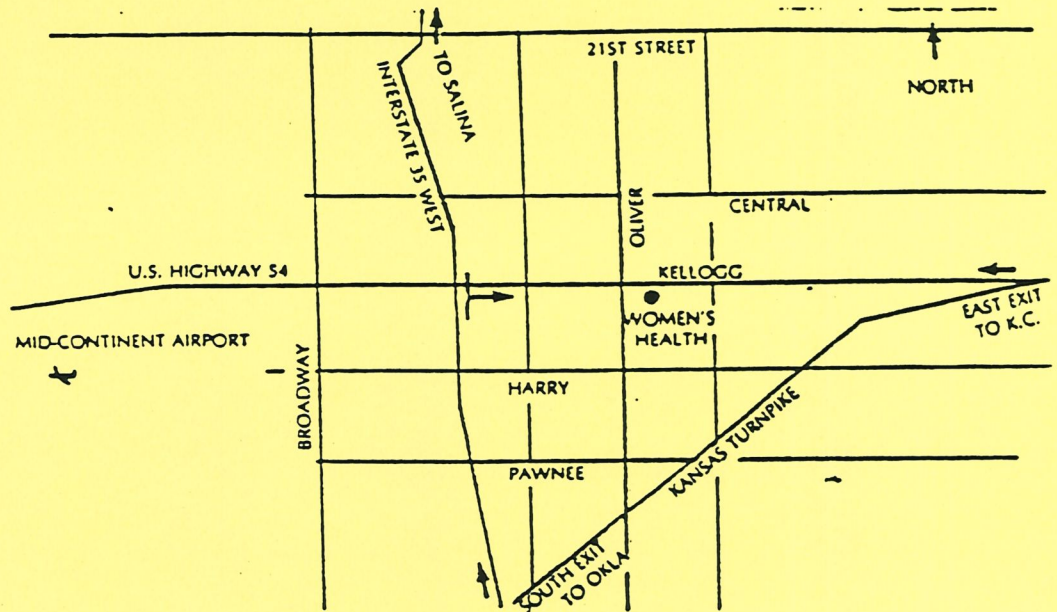 21ST STREET
TO SALINA
NORTH
INTERSTATE 35 WEST
OLIVER
CENTRAL
U.S. HIGHWAY 54
KELLOGG
WOMEN'S
HEALTH
EAST EXIT
TO K.C.
MID-CONTINENT AIRPORT
BROADWAY
HARRY
KANSAS TURNPIKE
PAWNEE
SOUTH EXIT
TO OKLA